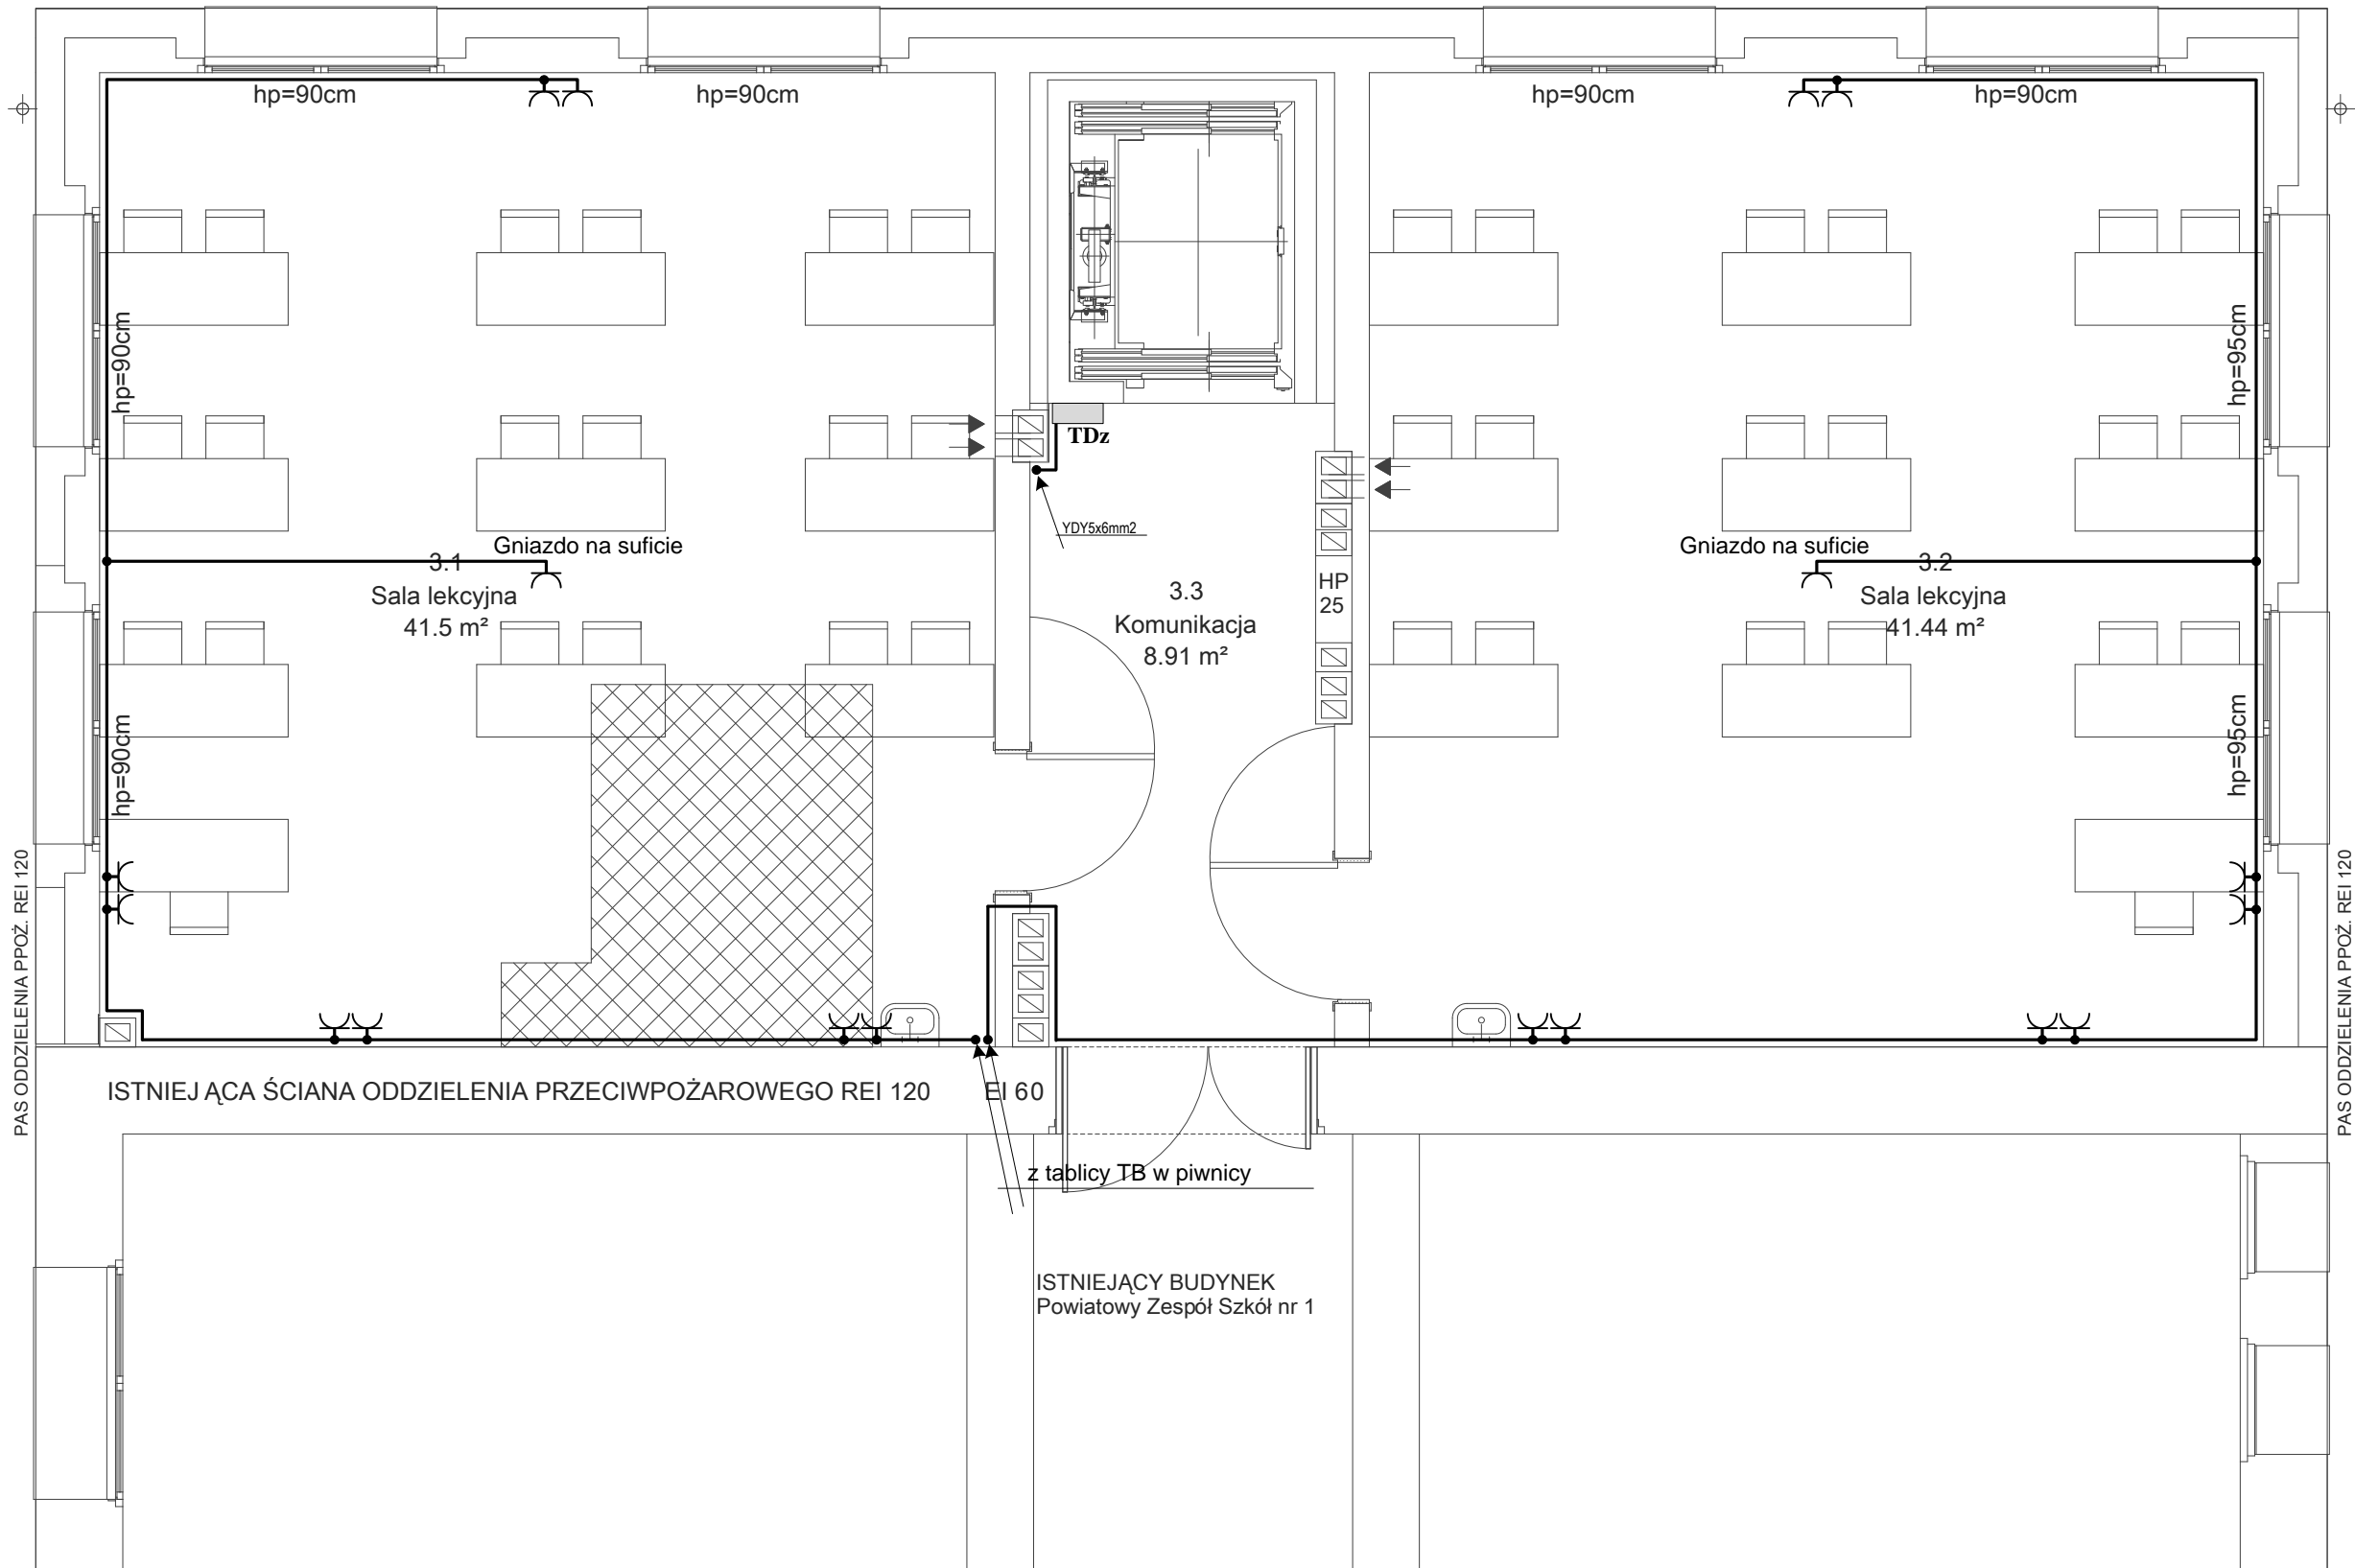 hp=90cm
hp=90cm
hp=90cm
hp=90cm
hp=90cm
hp=95cm
TDz
YDY5x6mm2
Gniazdo na suficie
3.1
Sala lekcyjna
41.5 m²
3.3
Komunikacja
8.91 m²
HP
25
Gniazdo na suficie
3.2
Sala lekcyjna
41.44 m²
hp=90cm
hp=95cm
PAS ODDZIELENIA PPOŻ. REI 120
PAS ODDZIELENIA PPOŻ. REI 120
ISTNIEJĄCA ŚCIANA ODDZIELENIA PRZECIWPOŻAROWEGO REI 120
EI 60
z tablicy TB w piwnicy
ISTNIEJĄCY BUDYNEK
Powiatowy Zespół Szkół nr 1